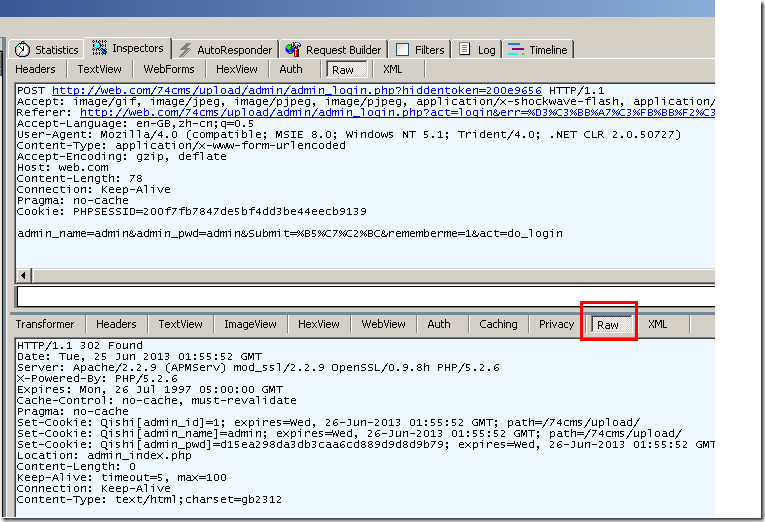 Statistics Inspectors AutoResponder Request Builder Filters Log Timeline
Headers TextView WebForms HexView Auth Raw XML
POST http://web.com/74cms/upload/admin/admin_login.php?hiddentoken=200e9656 HTTP/1.1
Accept: image/gif, image/jpeg, image/pjpeg, image/pjpeg, application/x-shockwave-flash, application/
Referer: http://web.com/74cms/upload/admin/admin_login.php?act=login&err=%D3%C3%BB%A7%C3%FB%BB%F2%C3
Accept-Language: en-GB,zh-cn;q=0.5
User-Agent: Mozilla/4.0 (compatible; MSIE 8.0; Windows NT 5.1; Trident/4.0; .NET CLR 2.0.50727)
Content-Type: application/x-www-form-urlencoded
Accept-Encoding: gzip, deflate
Host: web.com
Content-Length: 78
Connection: Keep-Alive
Pragma: no-cache
Cookie: PHPSESSID=200f7fb7847de5bf4dd3be44eecb9139
admin_name=admin&admin_pwd=admin&Submit=%B5%C7%C2%BC&rememberme=1&act=do_login
Transformer Headers TextView ImageView HexView WebView Auth Caching Privacy Raw XML
HTTP/1.1 302 Found
Date: Tue, 25 Jun 2013 01:55:52 GMT
Server: Apache/2.2.9 (APMServ) mod_ssl/2.2.9 OpenSSL/0.9.8h PHP/5.2.6
X-Powered-By: PHP/5.2.6
Expires: Mon, 26 Jul 1997 05:00:00 GMT
Cache-Control: no-cache, must-revalidate
Pragma: no-cache
Set-Cookie: Qishi[admin_id]=1; expires=Wed, 26-Jun-2013 01:55:52 GMT; path=/74cms/upload/
Set-Cookie: Qishi[admin_name]=admin; expires=Wed, 26-Jun-2013 01:55:52 GMT; path=/74cms/upload/
Set-Cookie: Qishi[admin_pwd]=d15ea298da3db3caa6cd889d9d8d9b79; expires=Wed, 26-Jun-2013 01:55:52 GMT
Location: admin_index.php
Content-Length: 0
Keep-Alive: timeout=5, max=100
Connection: Keep-Alive
Content-Type: text/html;charset=gb2312